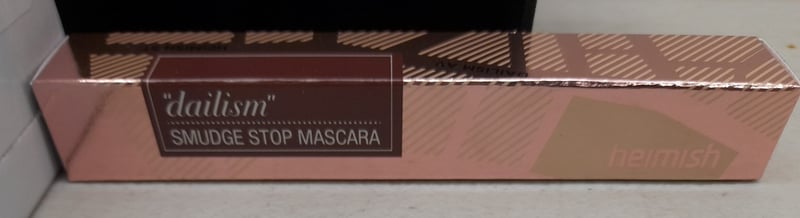 "dailism"
SMUDGE STOP MASCARA
heimish